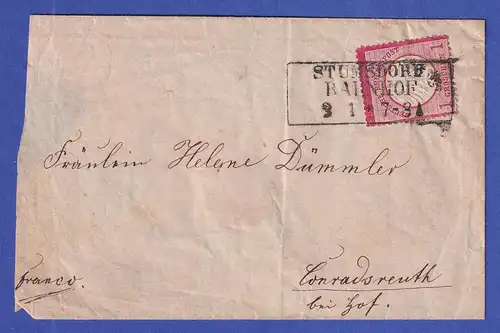 STUMSDORF
BAHNHOF
Fräulein Helene Dümmler
franco.
Conradsreuth
bei Hof.